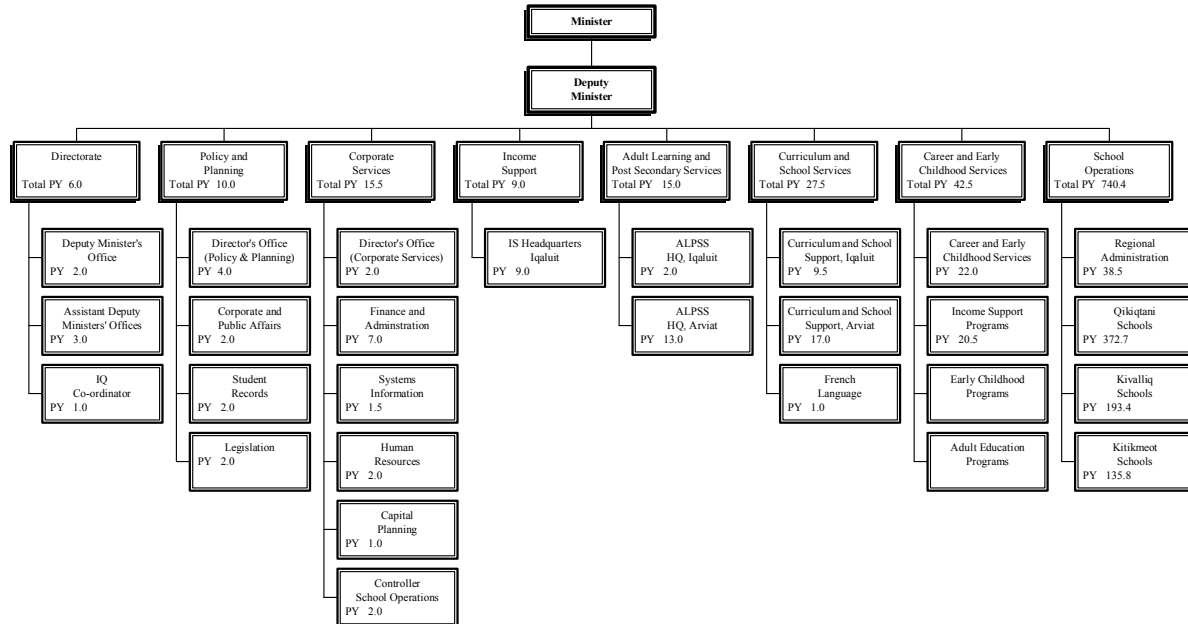 Minister
Deputy
Minister
Directorate
Total PY 6.0
Policy and
Planning
Total PY 10.0
Corporate
Services
Total PY 15.5
Income
Support
Total PY 9.0
Adult Learning and
Post Secondary Services
Total PY 15.0
Curriculum and
School Services
Total PY 27.5
Career and Early
Childhood Services
Total PY 42.5
School
Operations
Total PY 740.4
Deputy Minister's
Office
PY 2.0
Assistant Deputy
Ministers' Offices
PY 3.0
IQ
Co-ordinator
PY 1.0
Director's Office
(Policy & Planning)
PY 4.0
Corporate and
Public Affairs
PY 2.0
Student
Records
PY 2.0
Legislation
PY 2.0
Director's Office
(Corporate Services)
PY 2.0
Finance and
Adminstration
PY 7.0
Systems
Information
PY 1.5
Human
Resources
PY 2.0
Capital
Planning
PY 1.0
Controller
School Operations
PY 2.0
IS Headquarters
Iqaluit
PY 9.0
ALPSS
HQ, Iqaluit
PY 2.0
ALPSS
HQ, Arviat
PY 13.0
Curriculum and School
Support, Iqaluit
PY 9.5
Curriculum and School
Support, Arviat
PY 17.0
French
Language
PY 1.0
Career and Early
Childhood Services
PY 22.0
Income Support
Programs
PY 20.5
Early Childhood
Programs
Adult Education
Programs
Regional
Administration
PY 38.5
Qikiqtani
Schools
PY 372.7
Kivalliq
Schools
PY 193.4
Kitikmeot
Schools
PY 135.8